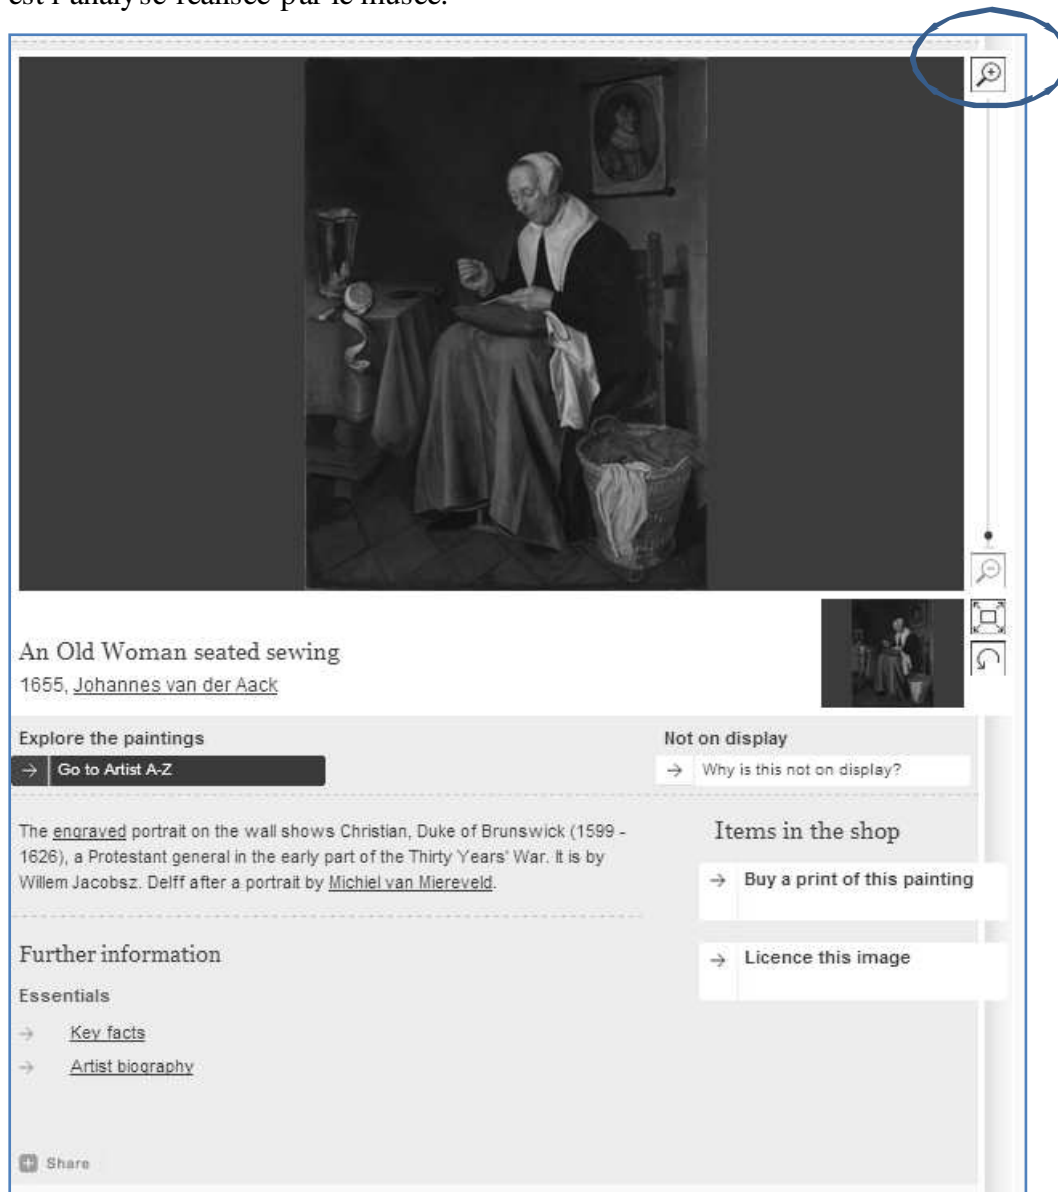 est l'analyse réalisée par le musée.
An Old Woman seated sewing
1655, Johannes van der Aack
Explore the paintings
Not on display
→ Go to Artist A-Z
→ Why is this not on display?
The engraved portrait on the wall shows Christian, Duke of Brunswick (1599 -
1626), a Protestant general in the early part of the Thirty Years' War. It is by
Willem Jacobsz. Delff after a portrait by Michiel van Miereveld.
Items in the shop
→ Buy a print of this painting
→ Licence this image
Further information
Essentials
→ Key facts
→ Artist biography
Share